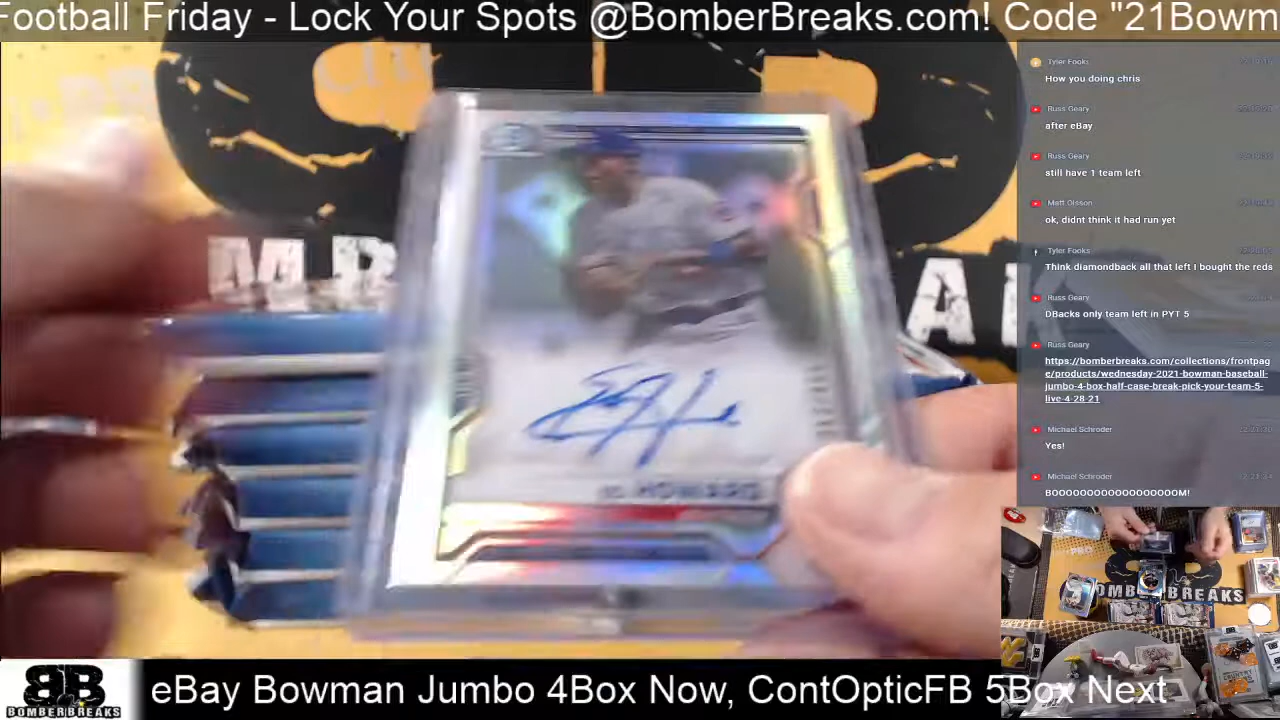 Football Friday - Lock Your Spots @BomberBreaks.com! Code "21Bowm
Tyler Fooks
How you doing chris
Russ Geary
after eBay
Russ Geary
still have 1 team left
Matt Olsson
ok, didnt think it had run yet
Tyler Fooks
Think diamondback all that left I bought the reds
Russ Geary
DBacks only team left in PYT 5
Russ Geary
https://bomberbreaks.com/collections/frontpag
e/products/wednesday-2021-bowman-baseball-
jumbo-4-box-half-case-break-pick-your-team-5-
live-4-28-21
Michael Schroder
Yes!
Michael Schroder
BOOOOOOOOOOOOOOOOOOM!
HOWARD
BOMBERBREAKS
BB
BOMBERBREAKS
eBay Bowman Jumbo 4Box Now, ContOpticFB 5Box Next